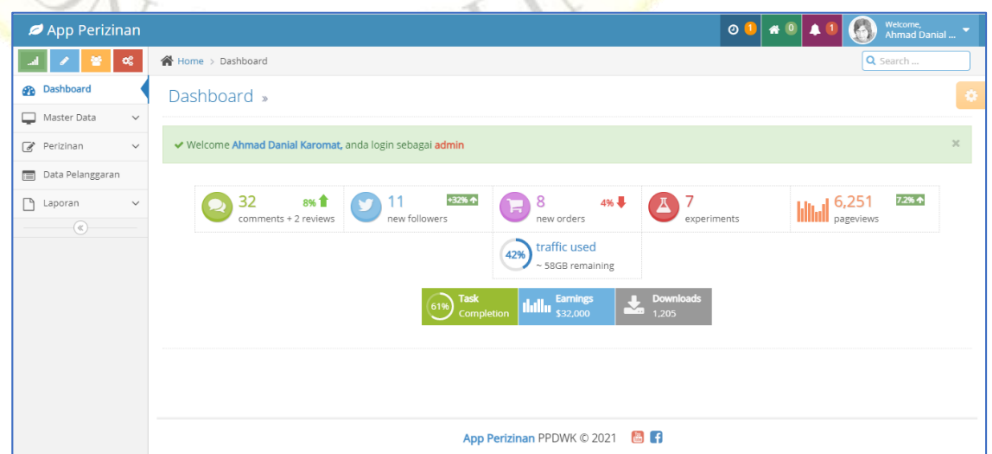 App Perizinan
1
0
1
Welcome,
Ahmad Danial ...
Home > Dashboard
Search ...
Dashboard
Master Data
Perizinan
Data Pelanggaran
Laporan
Dashboard »
Welcome Ahmad Danial Karomat, anda login sebagai admin
×
32 8%
comments + 2 reviews
11 +32%
new followers
8 4%
new orders
7
experiments
6,251 7.2%
pageviews
42% traffic used
~ 58GB remaining
61% Task
Completion
Earnings
$32,000
Downloads
1,205
App Perizinan PPDWK © 2021